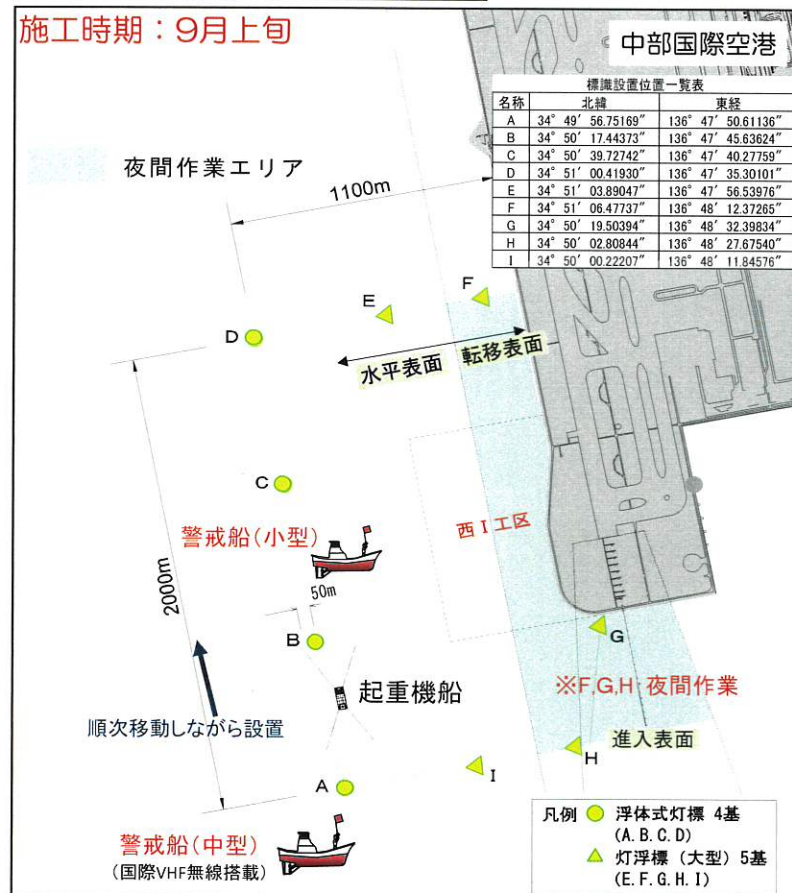 施工時期：9月上旬
中部国際空港
標識設置位置一覧表
名称 北緯 東経
A 34° 49′ 56.75169″ 136° 47′ 50.61136″
B 34° 50′ 17.44373″ 136° 47′ 45.63624″
C 34° 50′ 39.72742″ 136° 47′ 40.27759″
D 34° 51′ 00.41930″ 136° 47′ 35.30101″
E 34° 51′ 03.89047″ 136° 47′ 56.53976″
F 34° 51′ 06.47737″ 136° 48′ 12.37265″
G 34° 50′ 19.50394″ 136° 48′ 32.39834″
H 34° 50′ 02.80844″ 136° 48′ 27.67540″
I 34° 50′ 00.22207″ 136° 48′ 11.84576″
夜間作業エリア
1100m
F
E
D
水平表面 転移表面
C
西Ⅰ工区
警戒船(小型)
2000m
50m
B
G
起重機船
※F,G,H:夜間作業
順次移動しながら設置
進入表面
H
I
A
警戒船(中型)
(国際VHF無線搭載)
凡例 浮体式灯標 4基
(A.B.C.D)
灯浮標（大型）5基
(E.F.G.H.I)